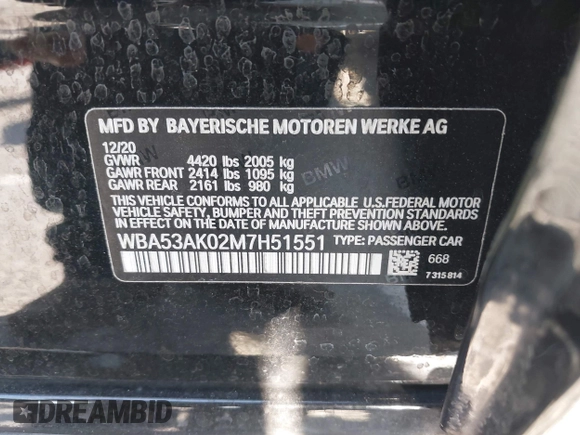 MFD BY BAYERISCHE MOTOREN WERKE AG
12/20
GVWR 4420 lbs 2005 kg
GAWR FRONT 2414 lbs 1095 kg
GAWR REAR 2161 lbs 980 kg
BMW
THIS VEHICLE CONFORMS TO ALL APPLICABLE U.S.FEDERAL MOTOR
VEHICLE SAFETY, BUMPER AND THEFT PREVENTION STANDARDS
IN EFFECT ON THE DATE OF MANUFACTURE SHOWN ABOVE.
WBA53AK02M7H51551 TYPE: PASSENGER CAR
668
7 315 814
DREAMBID